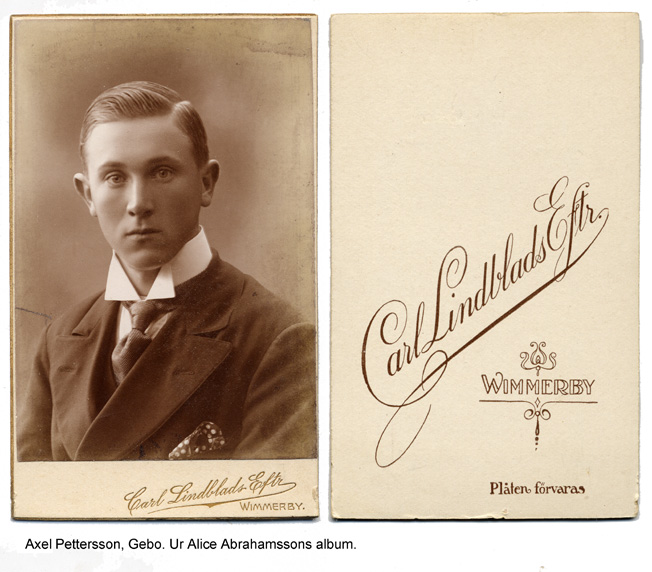 Carl Lindblads Eftr.
WIMMERBY.
Carl Lindblads Eftr.
WIMMERBY
Plåten förvaras
Axel Pettersson, Gebo. Ur Alice Abrahamssons album.